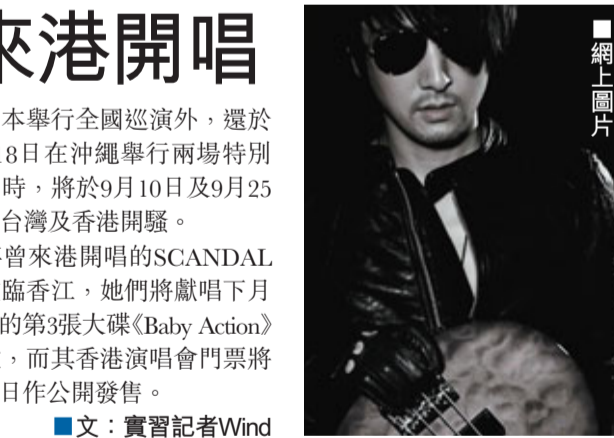 來港開唱
本舉行全國巡演外，還於
8日在沖繩舉行兩場特別
時，將於9月10日及9月25
台灣及香港開騷。
曾來港開唱的SCANDAL
臨香江，她們將獻唱下月
的第3張大碟《Baby Action》
，而其香港演唱會門票將
日作公開發售。
■文：實習記者Wind
■網上圖片